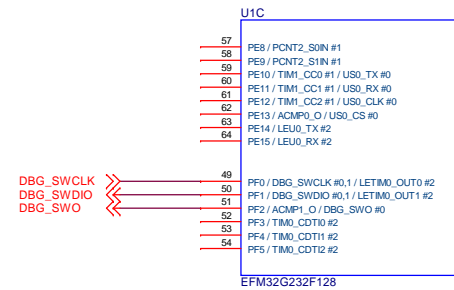 U1C
57 PE8 / PCNT2_S0IN #1
58 PE9 / PCNT2_S1IN #1
59 PE10 / TIM1_CC0 #1 / US0_TX #0
60 PE11 / TIM1_CC1 #1 / US0_RX #0
61 PE12 / TIM1_CC2 #1 / US0_CLK #0
62 PE13 / ACMP0_O / US0_CS #0
63 PE14 / LEU0_TX #2
64 PE15 / LEU0_RX #2
DBG_SWCLK 49 PF0 / DBG_SWCLK #0,1 / LETIM0_OUT0 #2
DBG_SWDIO 50 PF1 / DBG_SWDIO #0,1 / LETIM0_OUT1 #2
DBG_SWO 51 PF2 / ACMP1_O / DBG_SWO #0
52 PF3 / TIM0_CDTI0 #2
53 PF4 / TIM0_CDTI1 #2
54 PF5 / TIM0_CDTI2 #2
EFM32G232F128